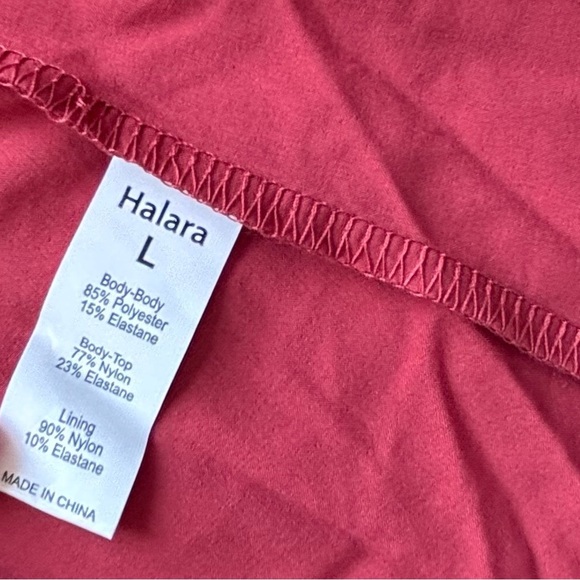 Halara
L
Body-Body
85% Polyester
15% Elastane
Body-Top
77% Nylon
23% Elastane
Lining
90% Nylon
10% Elastane
MADE IN CHINA